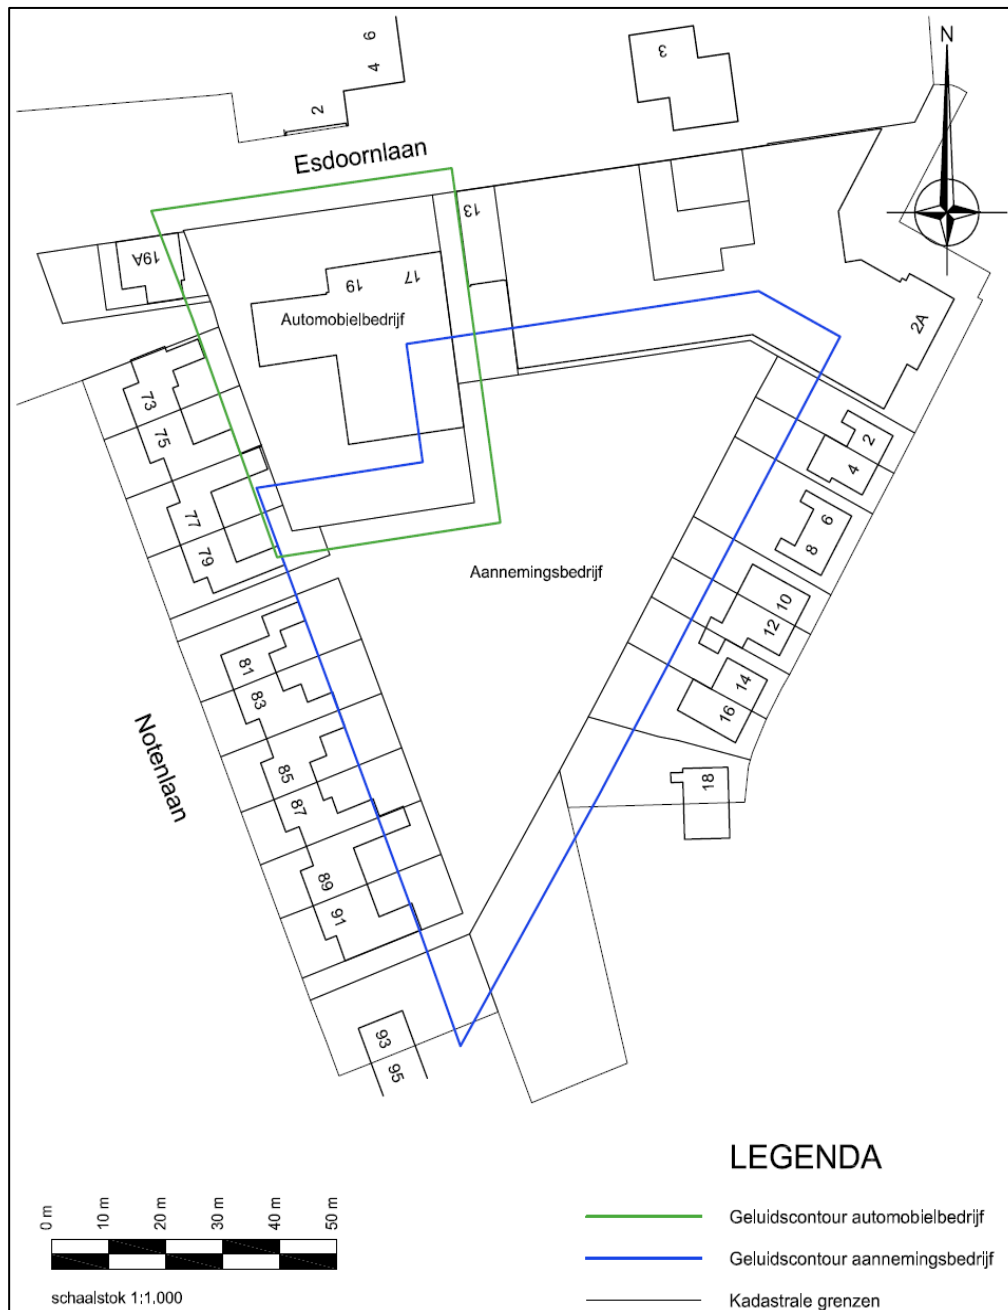 6
4
2
3
N
Esdoornlaan
13
19A
17
19
Automobielbedrijf
2A
73
75
2
4
77
79
6
8
Aannemingsbedrijf
10
12
81
83
14
16
Notenlaan
85
87
18
89
91
93
95
LEGENDA
0 m
10 m
20 m
30 m
40 m
50 m
Geluidscontour automobielbedrijf
Geluidscontour aannemingsbedrijf
schaalstok 1:1.000
Kadastrale grenzen